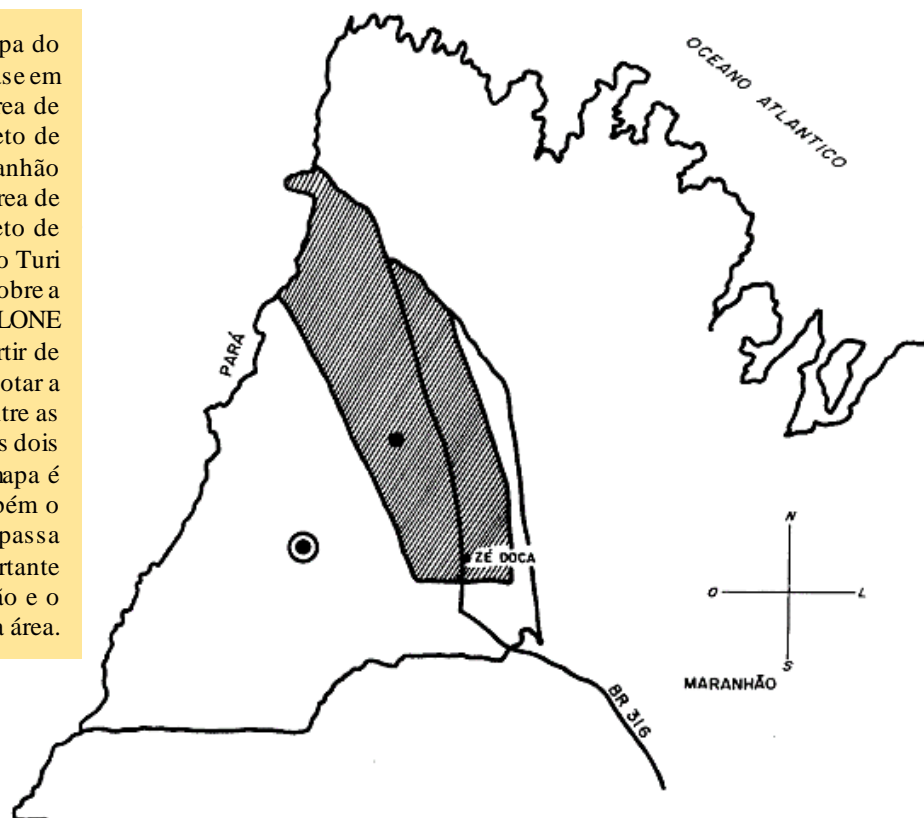 pa do
se em
rea de
eto de
anhão
rea de
eto de
o Turi
obre a
LONE
rtir de
otar a
tre as
s dois
napa é
bém o
passa
rtante
ão e o
a área.
OCEANO ATLANTICO
PARÁ
ZÉ DOCA
N
O
L
S
MARANHÃO
BR 316